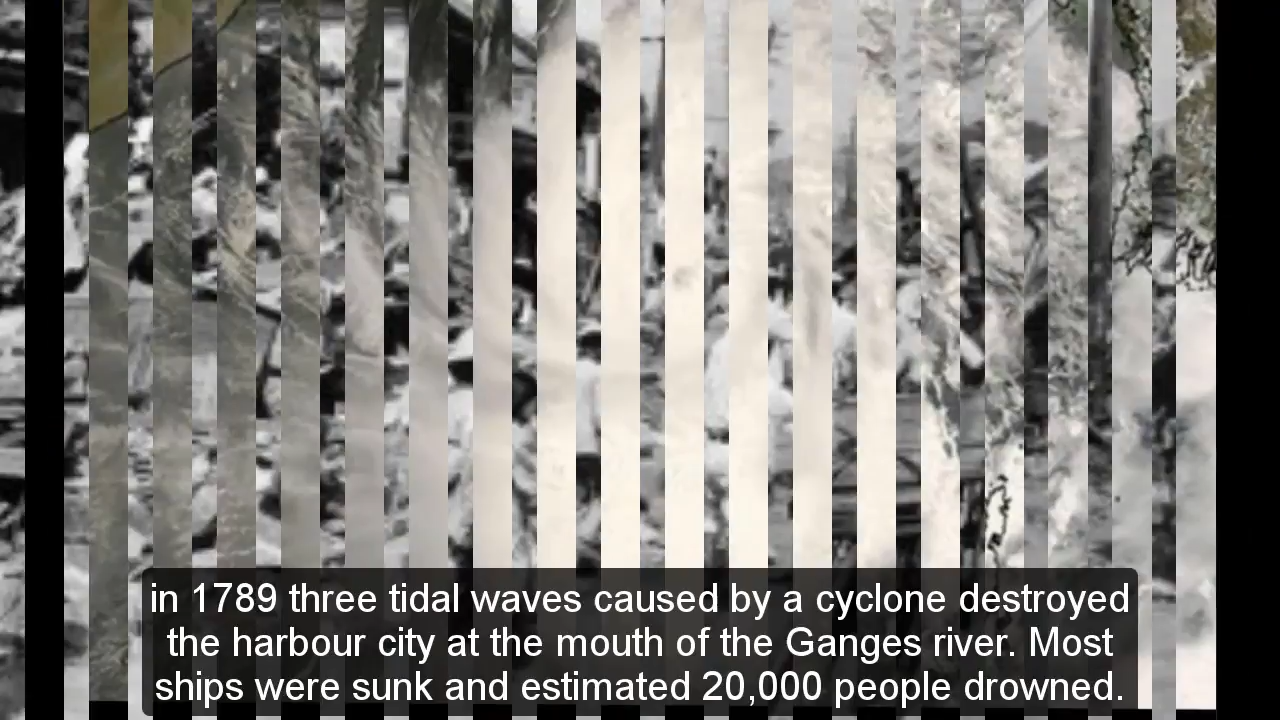 in 1789 three tidal waves caused by a cyclone destroyed
the harbour city at the mouth of the Ganges river. Most
ships were sunk and estimated 20,000 people drowned.